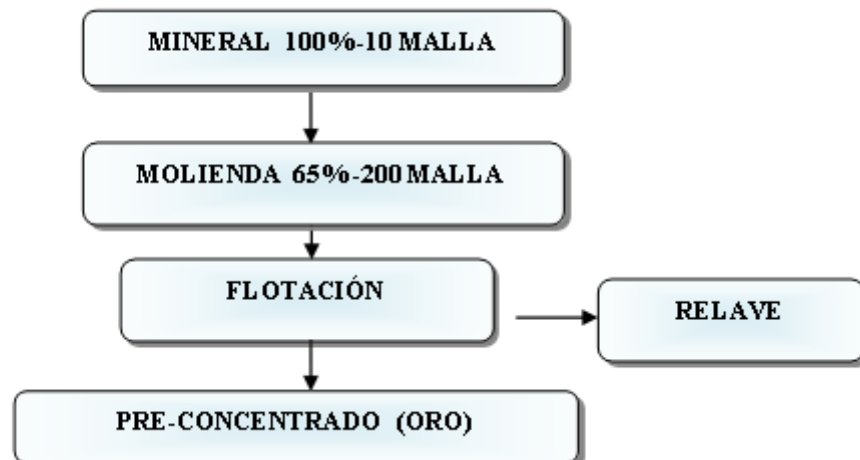 MINERAL 100%-10 MALLA
MOLIENDA 65%-200 MALLA
FLOTACIÓN
RELAVE
PRE-CONCENTRADO (ORO)